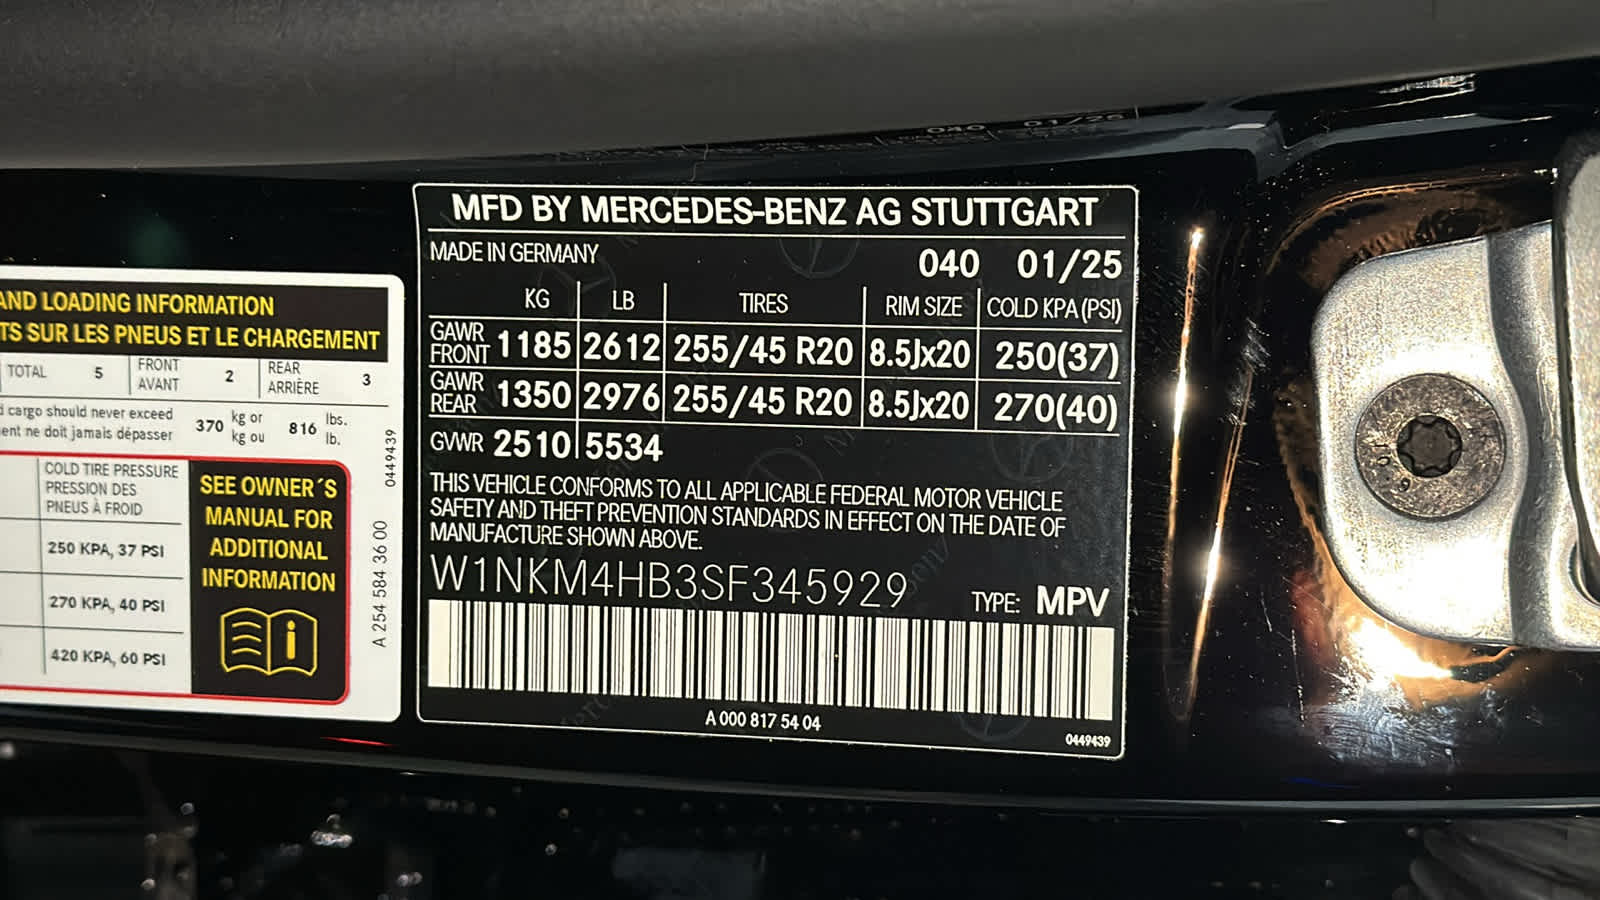 AND LOADING INFORMATION
TS SUR LES PNEUS ET LE CHARGEMENT
TOTAL 5 FRONT AVANT 2 REAR ARRIÈRE 3
cargo should never exceed
ent ne doit jamais dépasser
370 kg or kg ou 816 lbs. lb.
COLD TIRE PRESSURE
PRESSION DES
PNEUS À FROID
250 KPA, 37 PSI
270 KPA, 40 PSI
420 KPA, 60 PSI
SEE OWNER´S
MANUAL FOR
ADDITIONAL
INFORMATION
0449439
A 254 584 36 00
MFD BY MERCEDES-BENZ AG STUTTGART
MADE IN GERMANY 040 01/25
KG LB TIRES RIM SIZE COLD KPA (PSI)
GAWR FRONT 1185 2612 255/45 R20 8.5Jx20 250(37)
GAWR REAR 1350 2976 255/45 R20 8.5Jx20 270(40)
GVWR 2510 5534
THIS VEHICLE CONFORMS TO ALL APPLICABLE FEDERAL MOTOR VEHICLE
SAFETY AND THEFT PREVENTION STANDARDS IN EFFECT ON THE DATE OF
MANUFACTURE SHOWN ABOVE.
W1NKM4HB3SF345929
TYPE: MPV
A 000 817 54 04
0449439